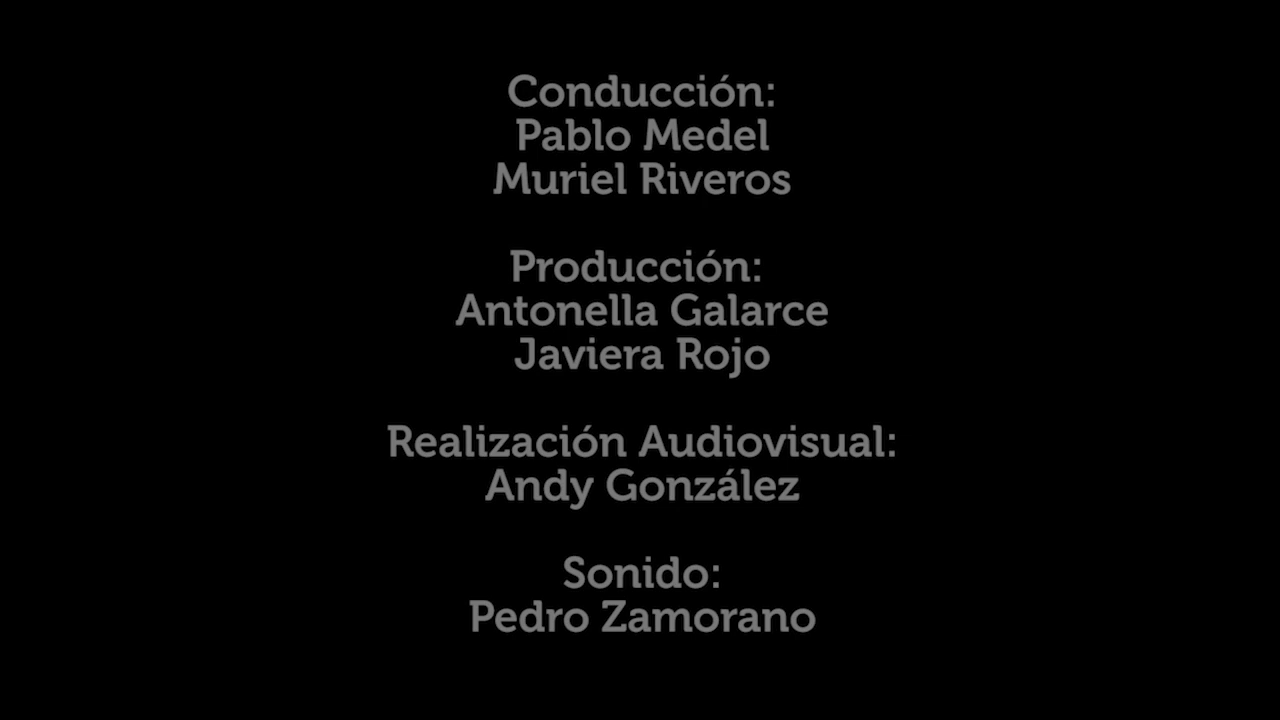 Conducción:
Pablo Medel
Muriel Riveros
Producción:
Antonella Galarce
Javiera Rojo
Realización Audiovisual:
Andy González
Sonido:
Pedro Zamorano